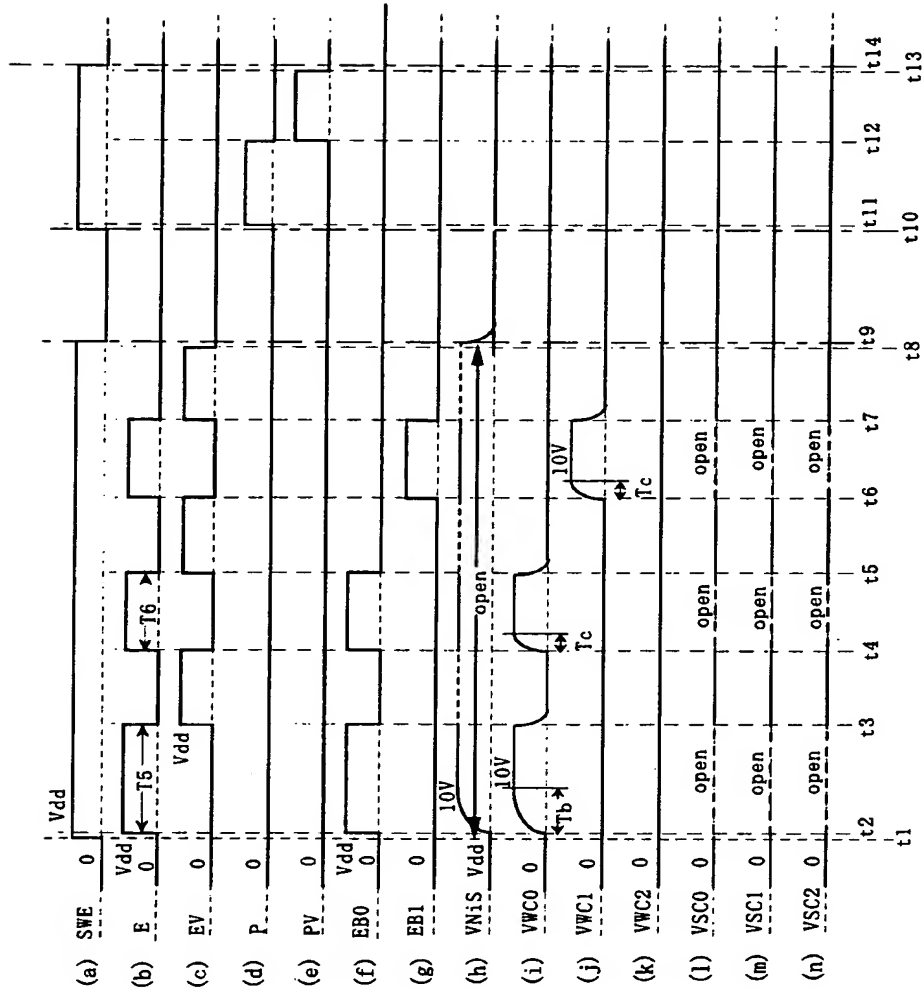 (a) SWE 0 Vdd
(b) E 0 Vdd T5 T6
(c) EV 0 Vdd
(d) P 0
(e) PV 0
(f) EB0 0 Vdd
(g) EB1 0
(h) VNiS Vdd 10V open
(i) VWC0 0 Tb 10V Tc
(j) VWC1 0 Tc 10V
(k) VWC2 0
(l) VSC0 0 open open open
(m) VSC1 0 open open open
(n) VSC2 0 open open open
t1 t2 t3 t4 t5 t6 t7 t8 t9 t10 t11 t12 t13 t14